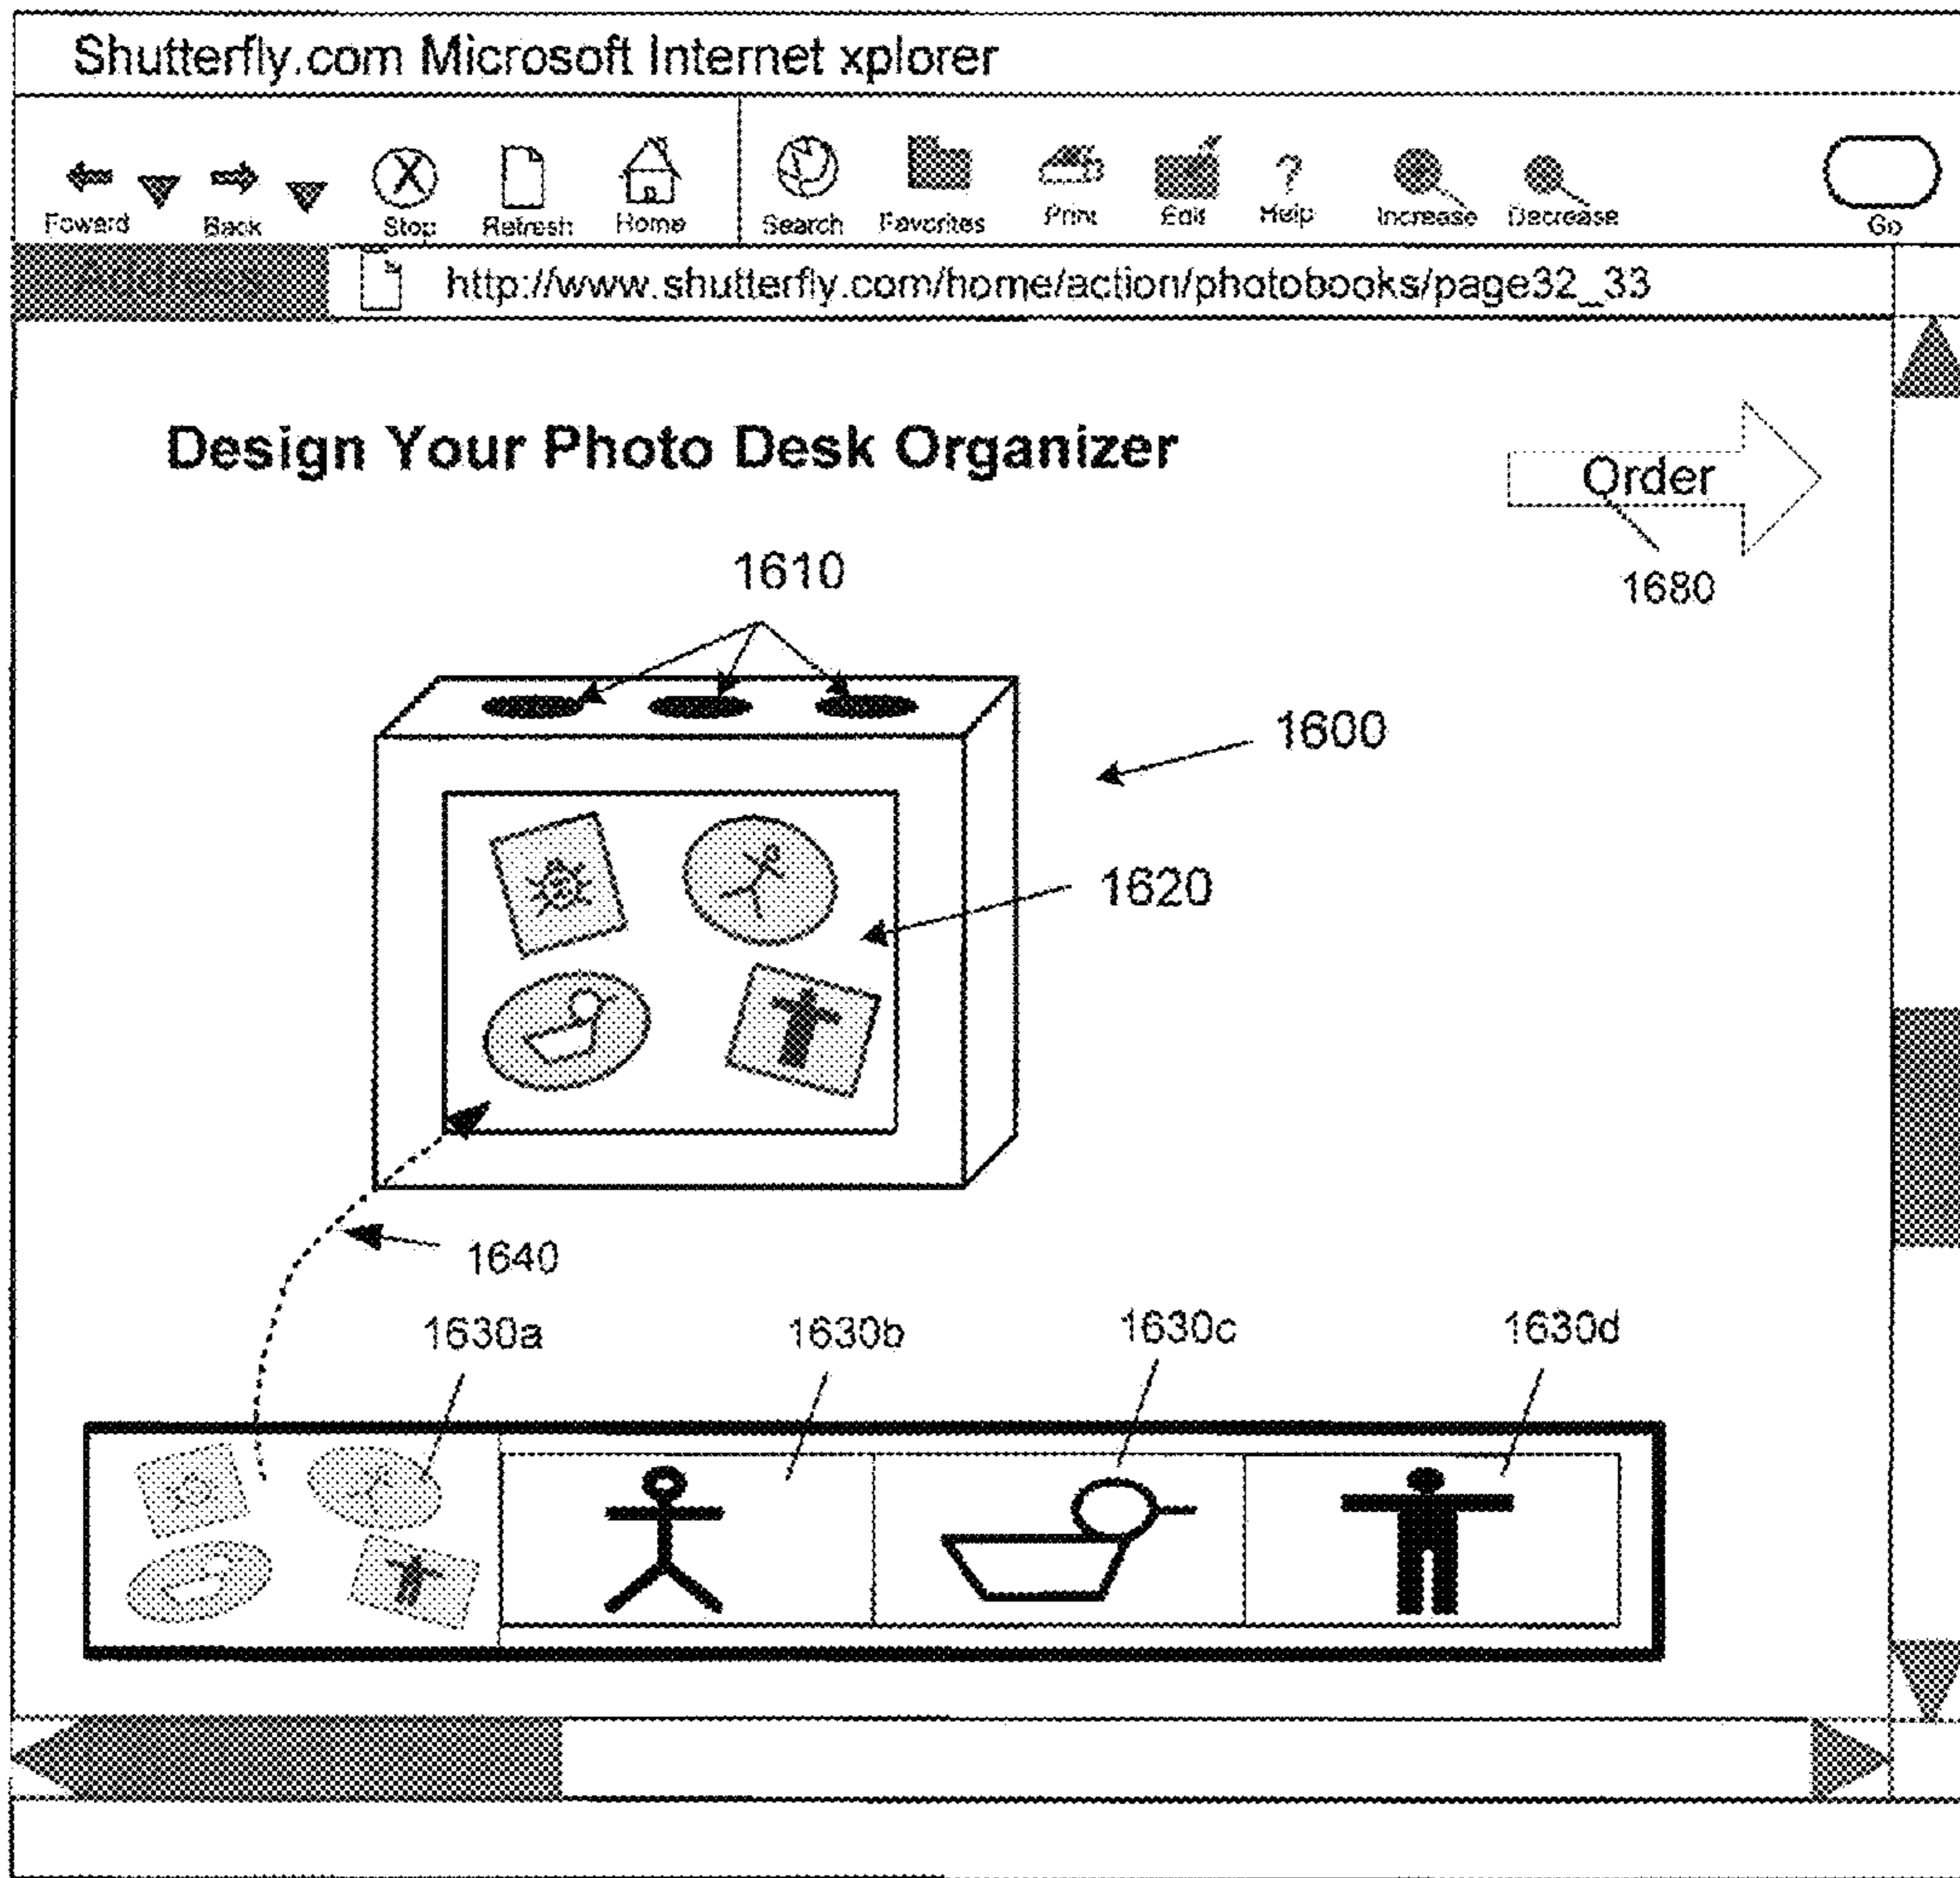 Shutterfly.com Microsoft Internet xplorer
Foward Back Stop Refresh Home Search Favorites Print Edit Help Increase Decrease Go
Address http://www.shutterfly.com/home/action/photobooks/page32_33
Design Your Photo Desk Organizer
Order
1610
1680
1600
1620
1640
1630a 1630b 1630c 1630d